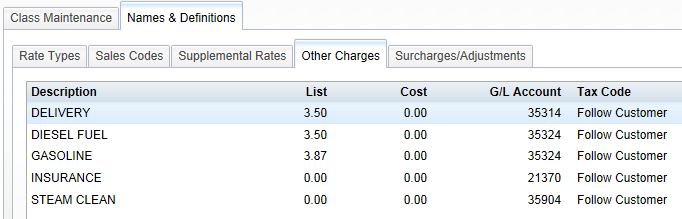 Class Maintenance Names & Definitions
Rate Types Sales Codes Supplemental Rates Other Charges Surcharges/Adjustments
Description List Cost G/L Account Tax Code
DELIVERY 3.50 0.00 35314 Follow Customer
DIESEL FUEL 3.50 0.00 35324 Follow Customer
GASOLINE 3.87 0.00 35324 Follow Customer
INSURANCE 0.00 0.00 21370 Follow Customer
STEAM CLEAN 0.00 0.00 35904 Follow Customer